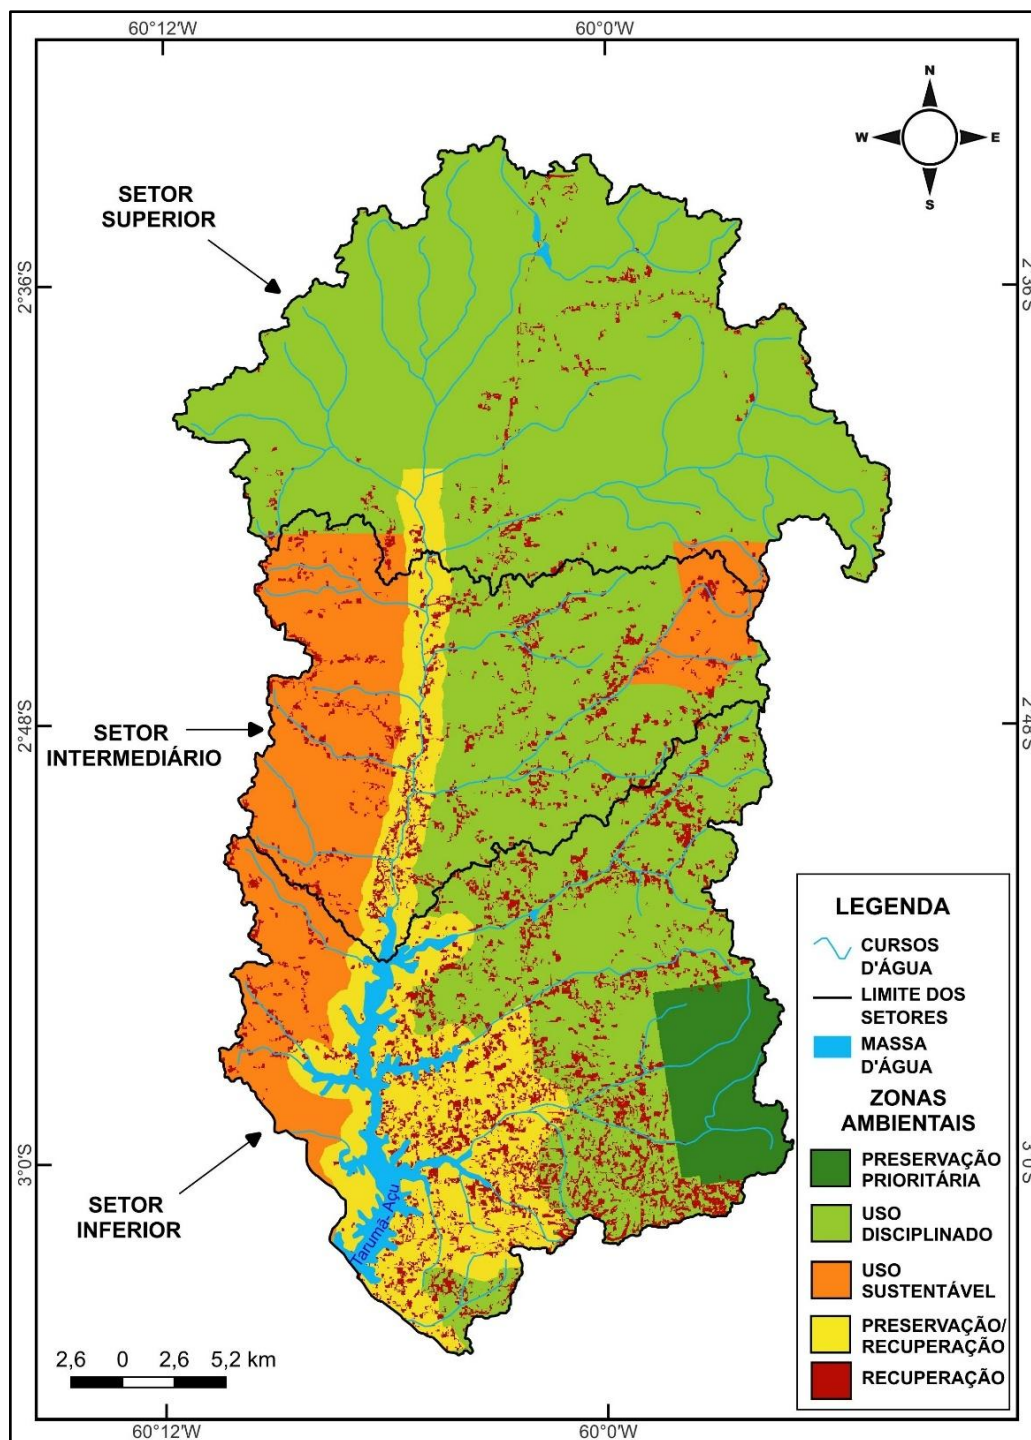 60°12'W
60°0'W
N
W
E
S
SETOR
SUPERIOR
2°36'S
2°36'S
SETOR
INTERMEDIÁRIO
2°48'S
2°48'S
LEGENDA
CURSOS
D'ÁGUA
LIMITE DOS
SETORES
MASSA
D'ÁGUA
ZONAS
AMBIENTAIS
PRESERVAÇÃO
PRIORITÁRIA
USO
DISCIPLINADO
USO
SUSTENTÁVEL
PRESERVAÇÃO/
RECUPERAÇÃO
RECUPERAÇÃO
3°0'S
3°0'S
SETOR
INFERIOR
Tarumã-Açu
2,6 0 2,6 5,2 km
60°12'W
60°0'W